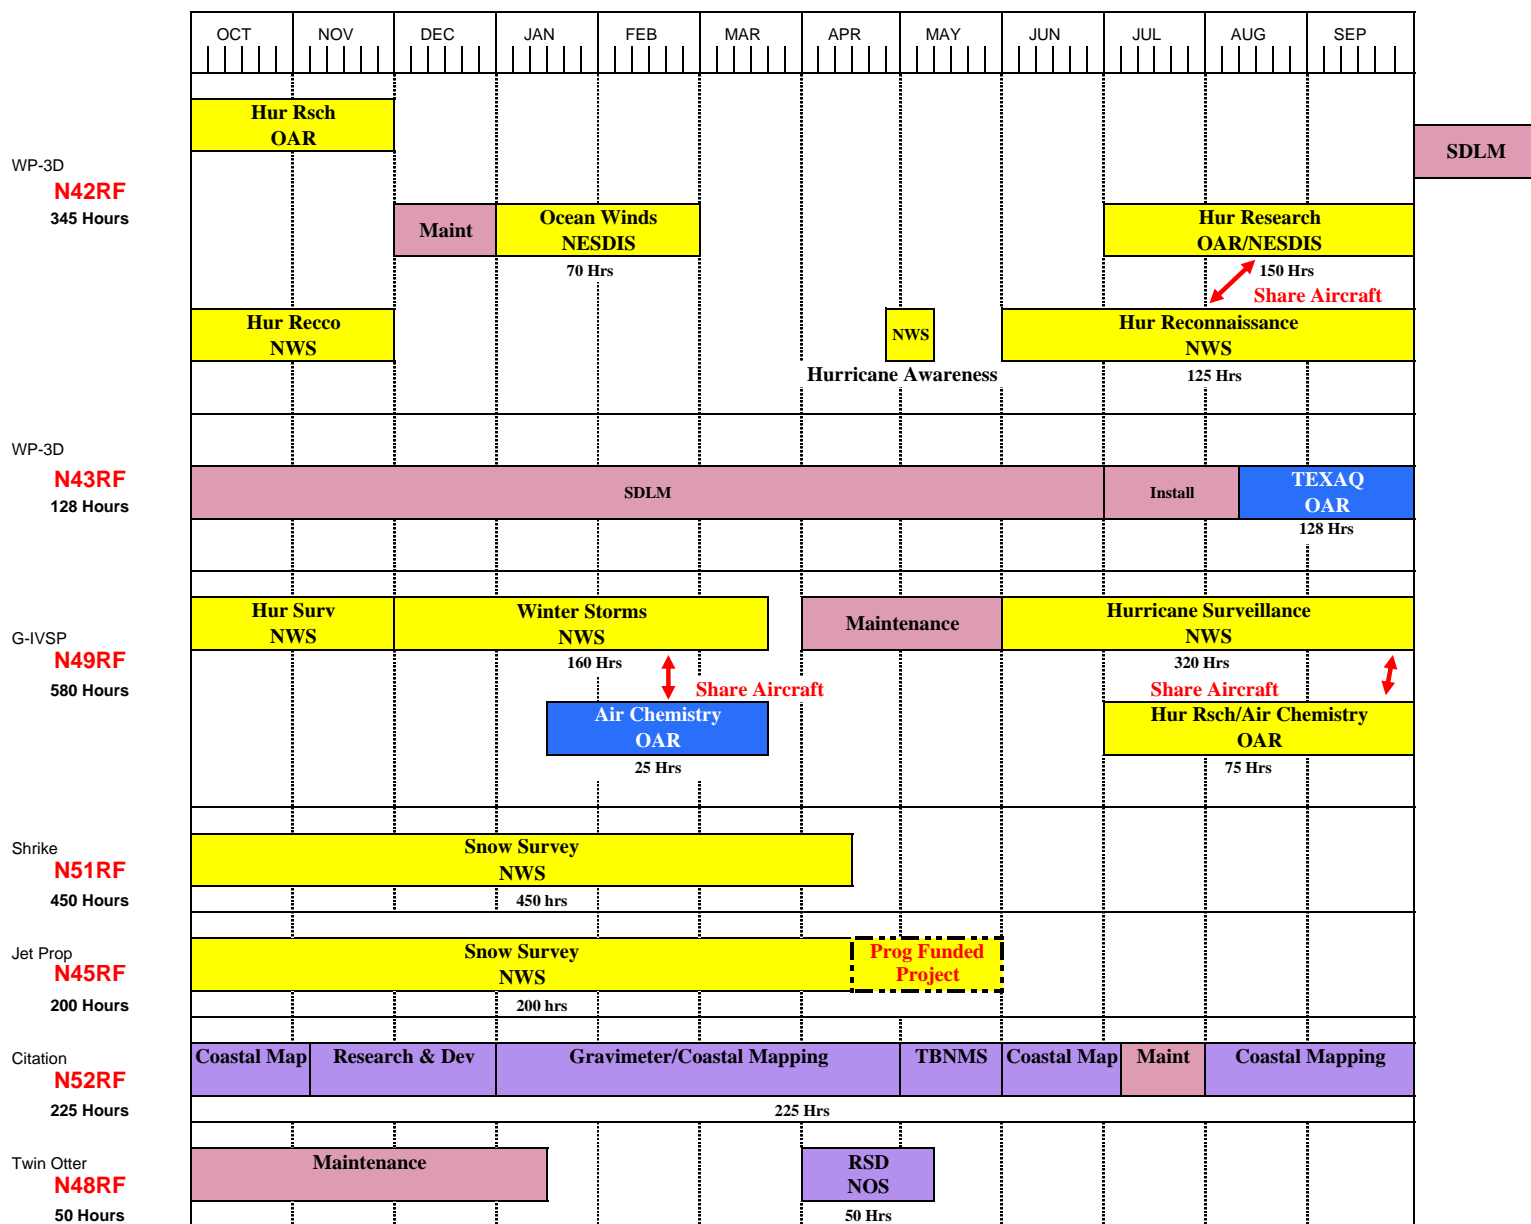 OCT NOV DEC JAN FEB MAR APR MAY JUN JUL AUG SEP
Hur Rsch
OAR
SDLM
WP-3D
N42RF
345 Hours
Maint
Ocean Winds
NESDIS
70 Hrs
Hur Research
OAR/NESDIS
150 Hrs
Share Aircraft
Hur Recco
NWS
NWS
Hurricane Awareness
Hur Reconnaissance
NWS
125 Hrs
WP-3D
N43RF
128 Hours
SDLM
Install
TEXAQ
OAR
128 Hrs
G-IVSP
N49RF
580 Hours
Hur Surv
NWS
Winter Storms
NWS
160 Hrs
Maintenance
Hurricane Surveillance
NWS
320 Hrs
Share Aircraft
Share Aircraft
Air Chemistry
OAR
25 Hrs
Hur Rsch/Air Chemistry
OAR
75 Hrs
Shrike
N51RF
450 Hours
Snow Survey
NWS
450 hrs
Jet Prop
N45RF
200 Hours
Snow Survey
NWS
200 hrs
Prog Funded
Project
Citation
N52RF
225 Hours
Coastal Map
Research & Dev
Gravimeter/Coastal Mapping
TBNMS
Coastal Map
Maint
Coastal Mapping
225 Hrs
Twin Otter
N48RF
50 Hours
Maintenance
RSD
NOS
50 Hrs